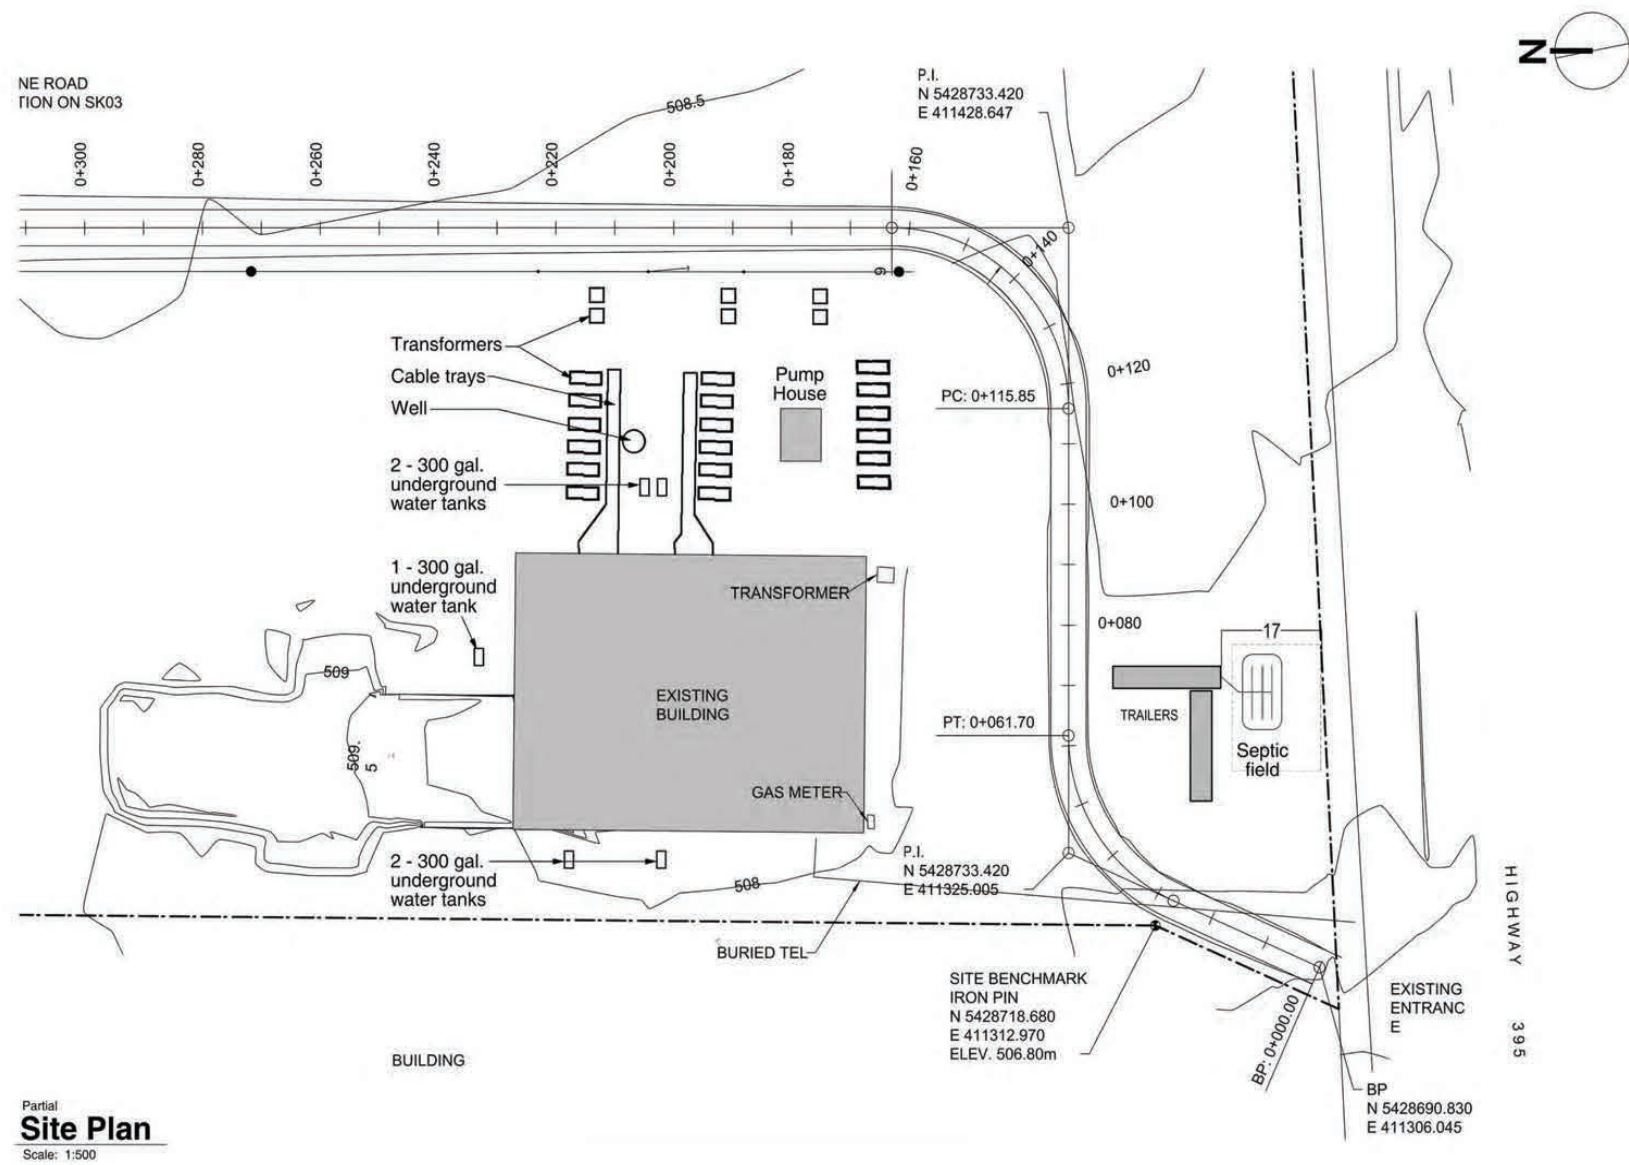 N
NE ROAD
TION ON SK03
P.I.
N 5428733.420
E 411428.647
508.5
0+300
0+280
0+260
0+240
0+220
0+200
0+180
0+160
0+140
0+120
Transformers
Cable trays
Well
Pump
House
PC: 0+115.85
2 - 300 gal.
underground
water tanks
0+100
1 - 300 gal.
underground
water tank
TRANSFORMER
0+080
17
509
EXISTING
BUILDING
TRAILERS
PT: 0+061.70
509.
5
Septic
field
GAS METER
2 - 300 gal.
underground
water tanks
508
P.I.
N 5428733.420
E 411325.005
BURIED TEL
SITE BENCHMARK
IRON PIN
N 5428718.680
E 411312.970
ELEV. 506.80m
BP: 0+000.00
EXISTING
ENTRANC
E
HIGHWAY 395
BUILDING
BP
N 5428690.830
E 411306.045
Partial
Site Plan
Scale: 1:500